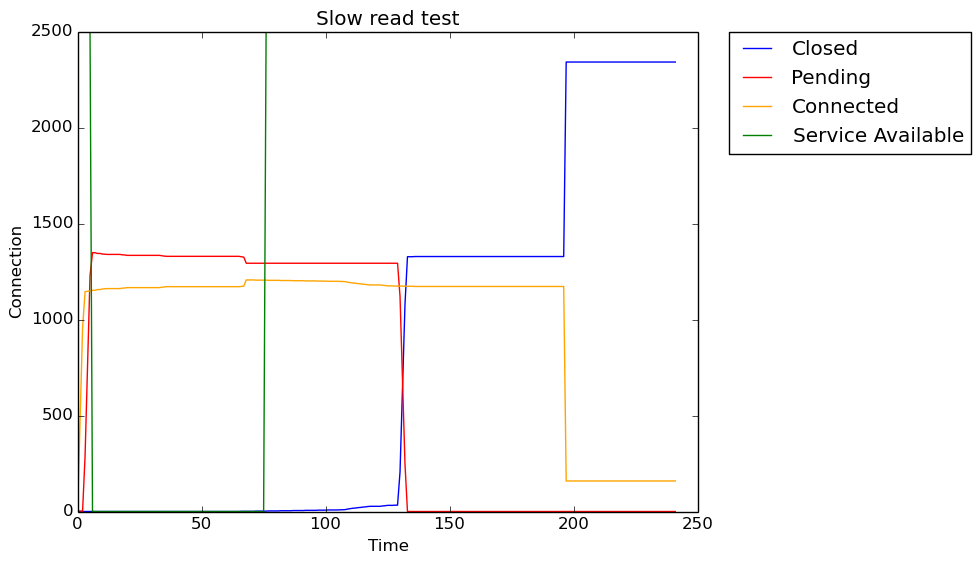 Slow read test
2500
2000
1500
1000
500
0
Connection
0 50 100 150 200 250
Time
Closed
Pending
Connected
Service Available